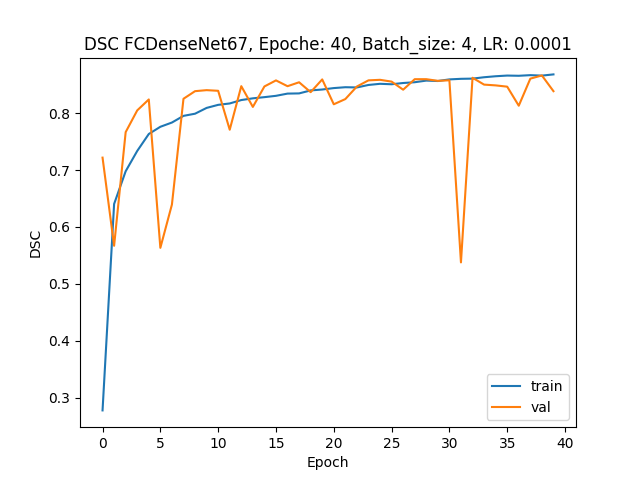 DSC FCDenseNet67, Epoche: 40, Batch_size: 4, LR: 0.0001
DSC
0.8
0.7
0.6
0.5
0.4
0.3
0 5 10 15 20 25 30 35 40
Epoch
train
val